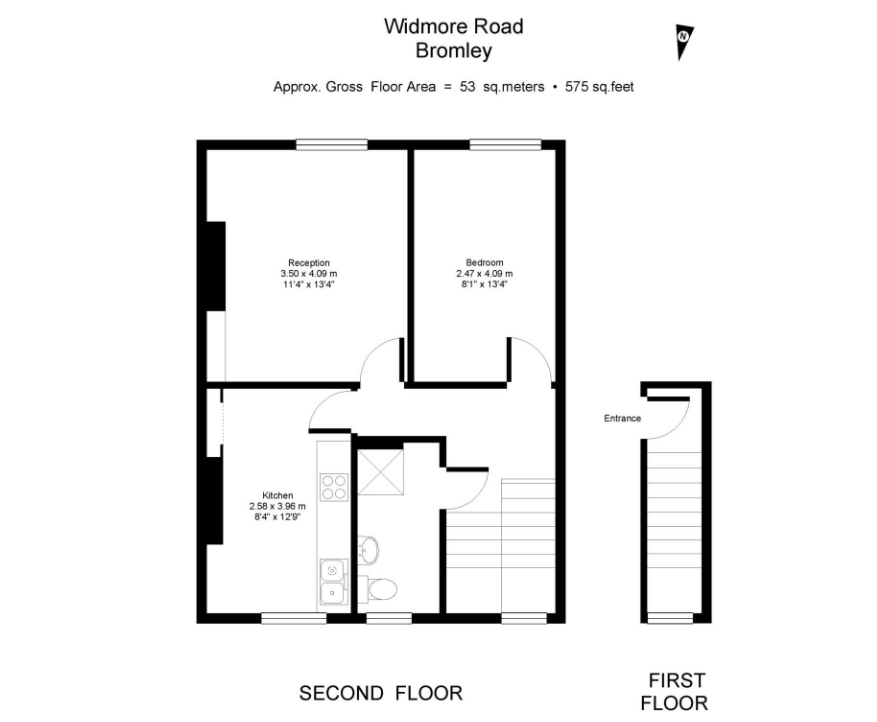 Widmore Road
Bromley
N
Approx. Gross Floor Area = 53 sq.meters • 575 sq.feet
Reception
3.50 x 4.09 m
11'4" x 13'4"
Bedroom
2.47 x 4.09 m
8'1" x 13'4"
Entrance
Kitchen
2.58 x 3.96 m
8'4" x 12'9"
SECOND FLOOR
FIRST
FLOOR